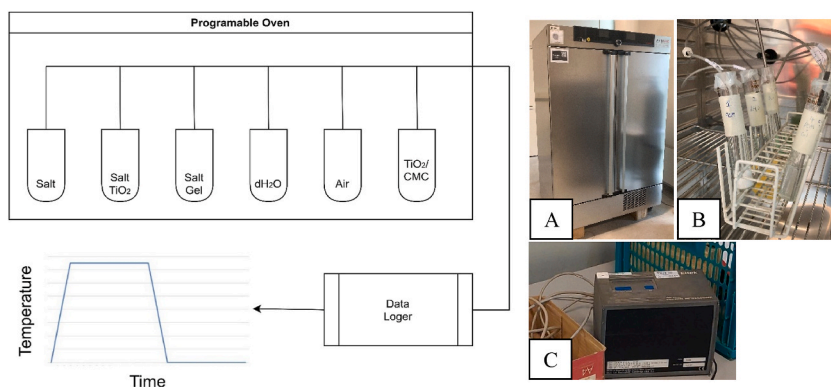 Programable Oven
Salt
Salt
TiO₂
Salt
Gel
dH₂O
Air
TiO₂/
CMC
Data
Loger
Temperature
Time
A
B
C